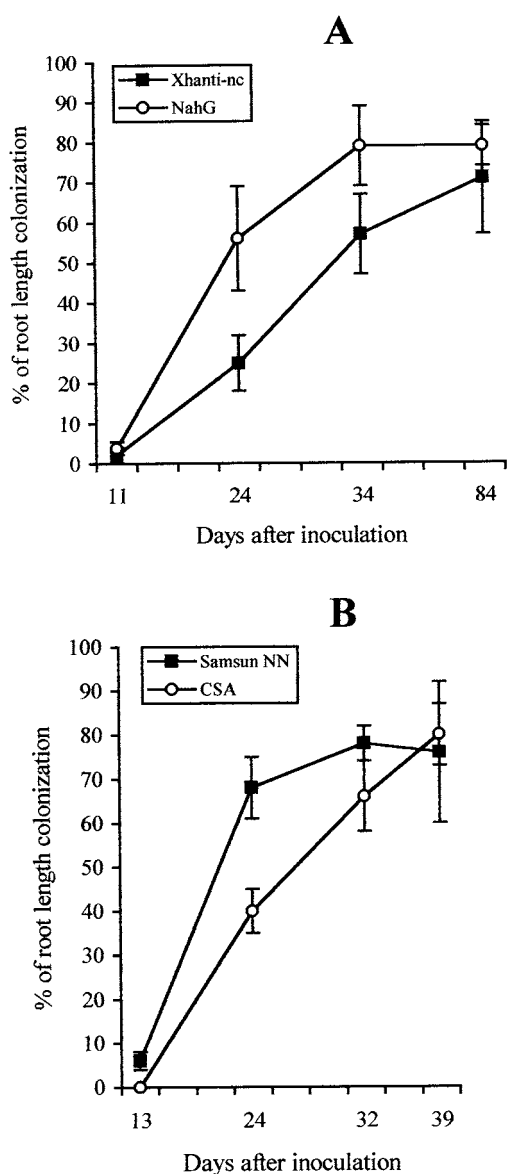 A
Xhanti-nc
NahG
100
90
80
70
60
50
40
30
20
10
0
% of root length colonization
11 24 34 84
Days after inoculation
B
Samsun NN
CSA
100
90
80
70
60
50
40
30
20
10
0
% of root length colonization
13 24 32 39
Days after inoculation